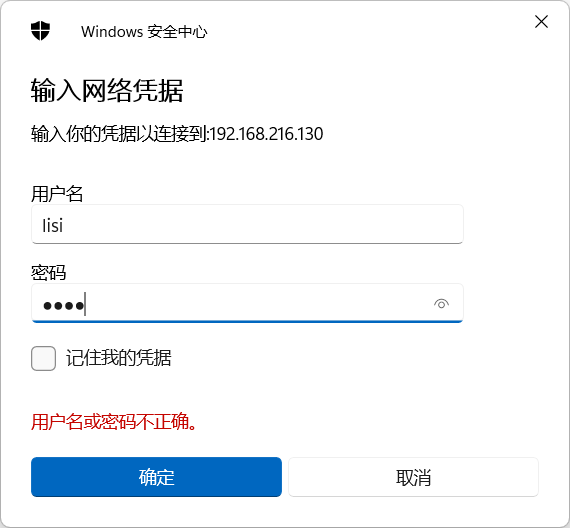 Windows 安全中心
输入网络凭据
输入你的凭据以连接到:192.168.216.130
用户名
lisi
密码
●●●●
记住我的凭据
用户名或密码不正确。
确定
取消